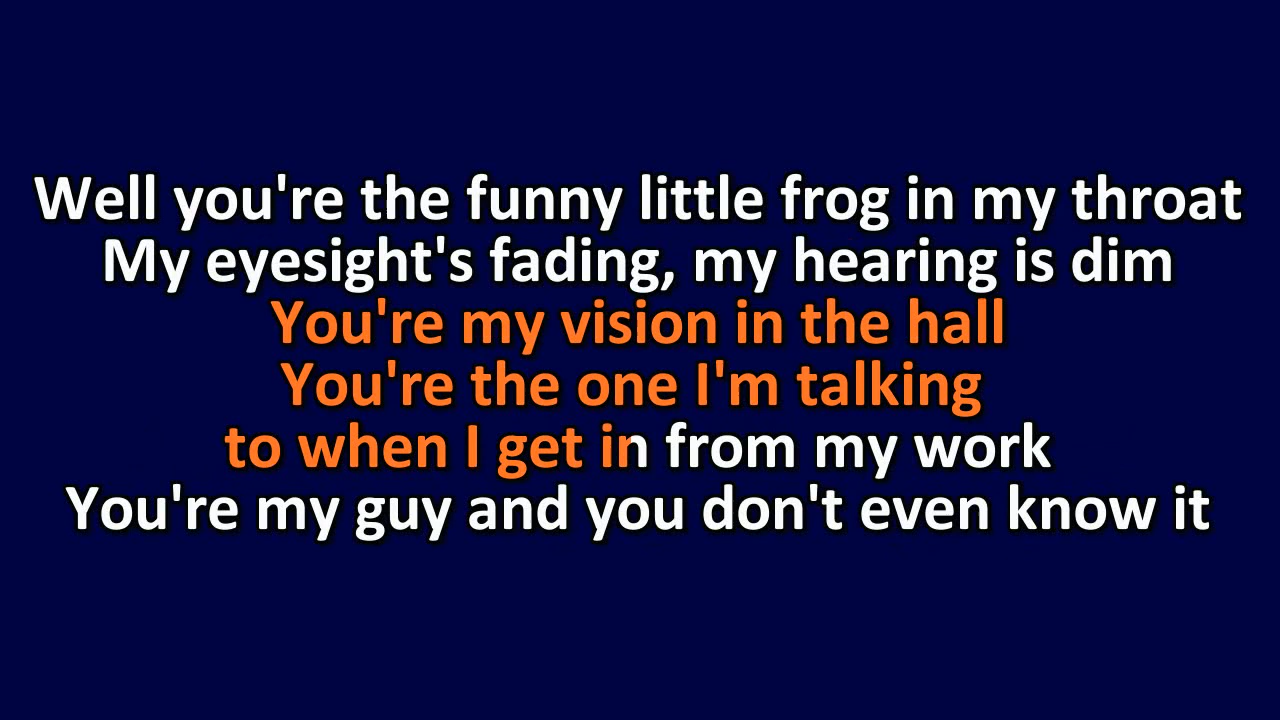 Well you're the funny little frog in my throat
My eyesight's fading, my hearing is dim
You're my vision in the hall
You're the one I'm talking
to when I get in from my work
You're my guy and you don't even know it